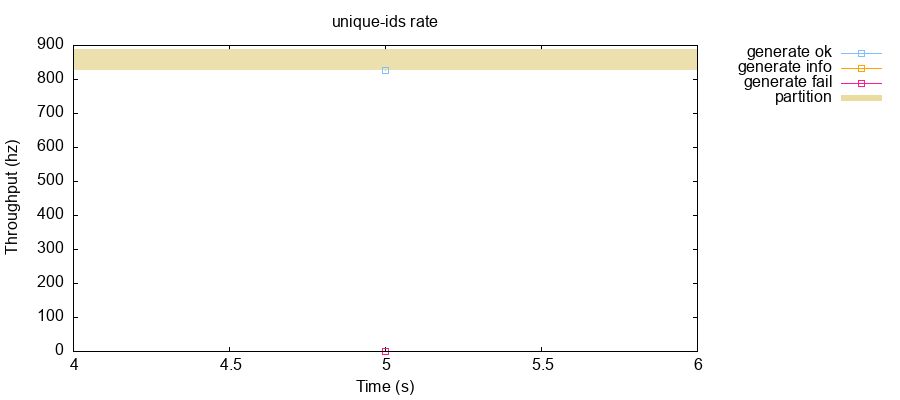 unique-ids rate
900
800
700
600
500
400
300
200
100
0
Throughput (hz)
4
4.5
5
5.5
6
Time (s)
generate ok
generate info
generate fail
partition